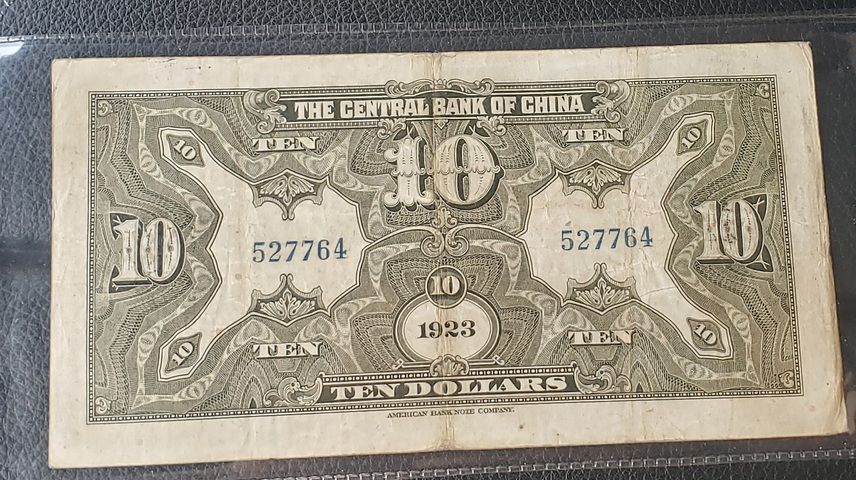 THE CENTRAL BANK OF CHINA
TEN TEN
10 10 10
10 10
527764 527764
10
1923
TEN TEN
10 10
TEN DOLLARS
AMERICAN BANK NOTE COMPANY.